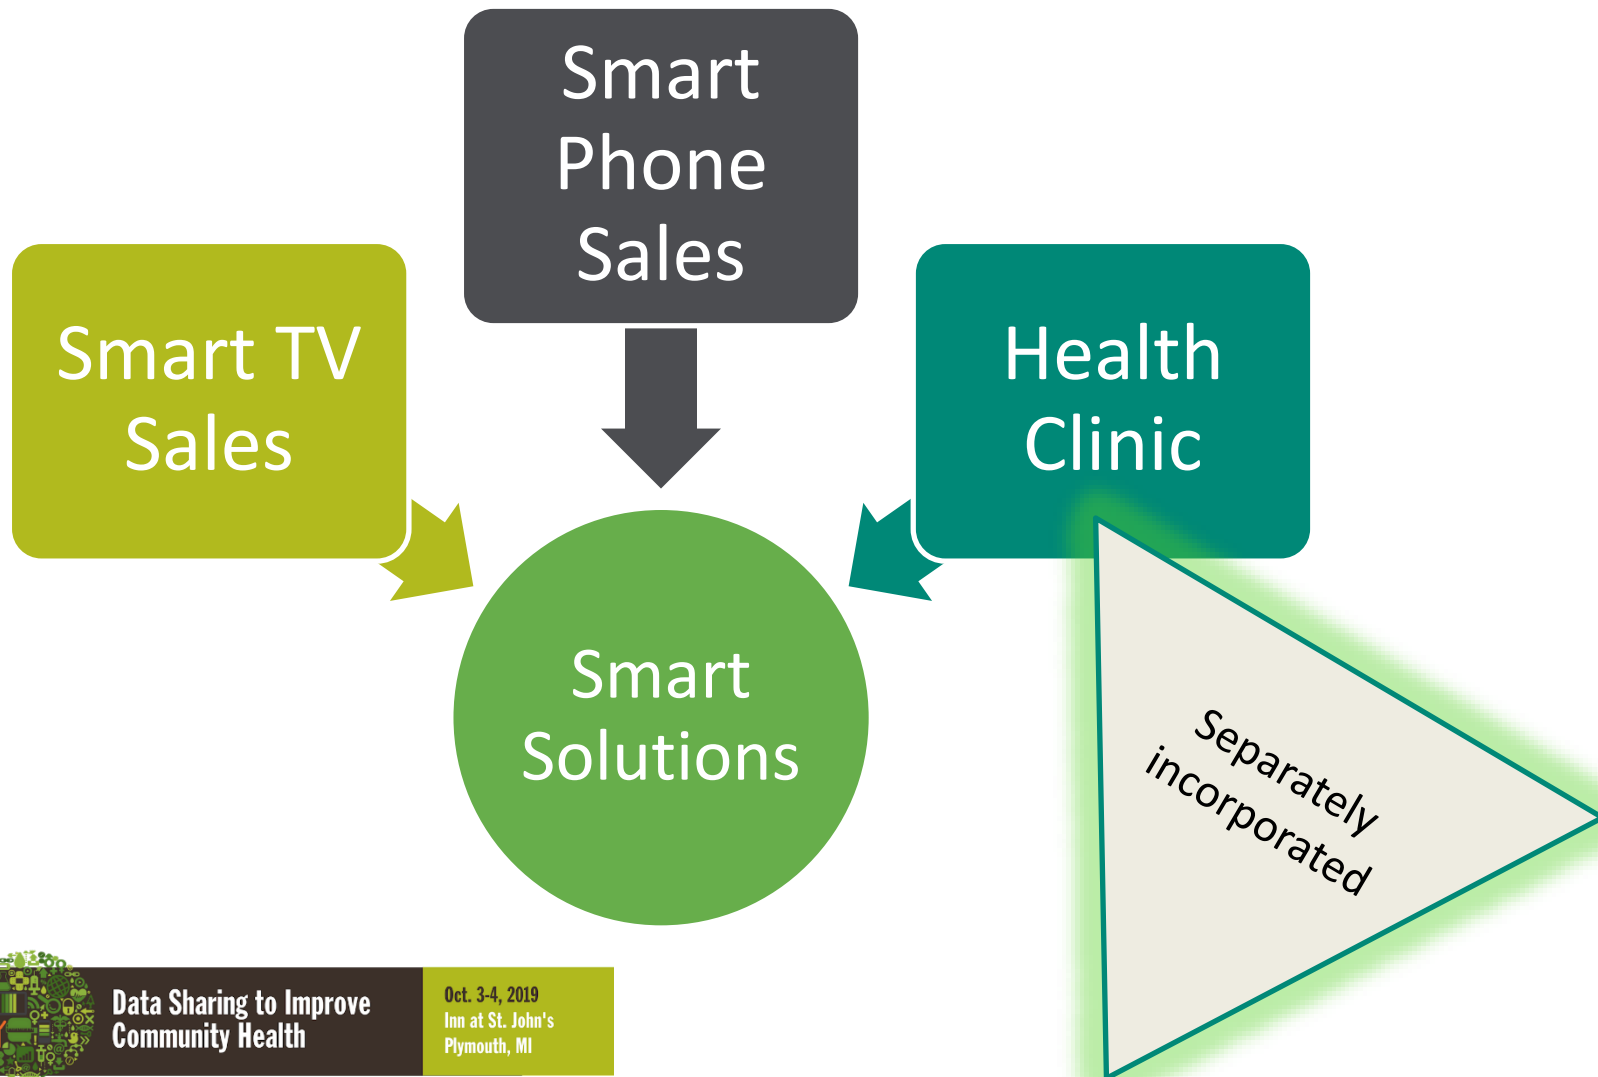 Smart
Phone
Sales
Smart TV
Sales
Health
Clinic
Smart
Solutions
Separately
incorporated
Data Sharing to Improve
Community Health
Oct. 3-4, 2019
Inn at St. John's
Plymouth, MI